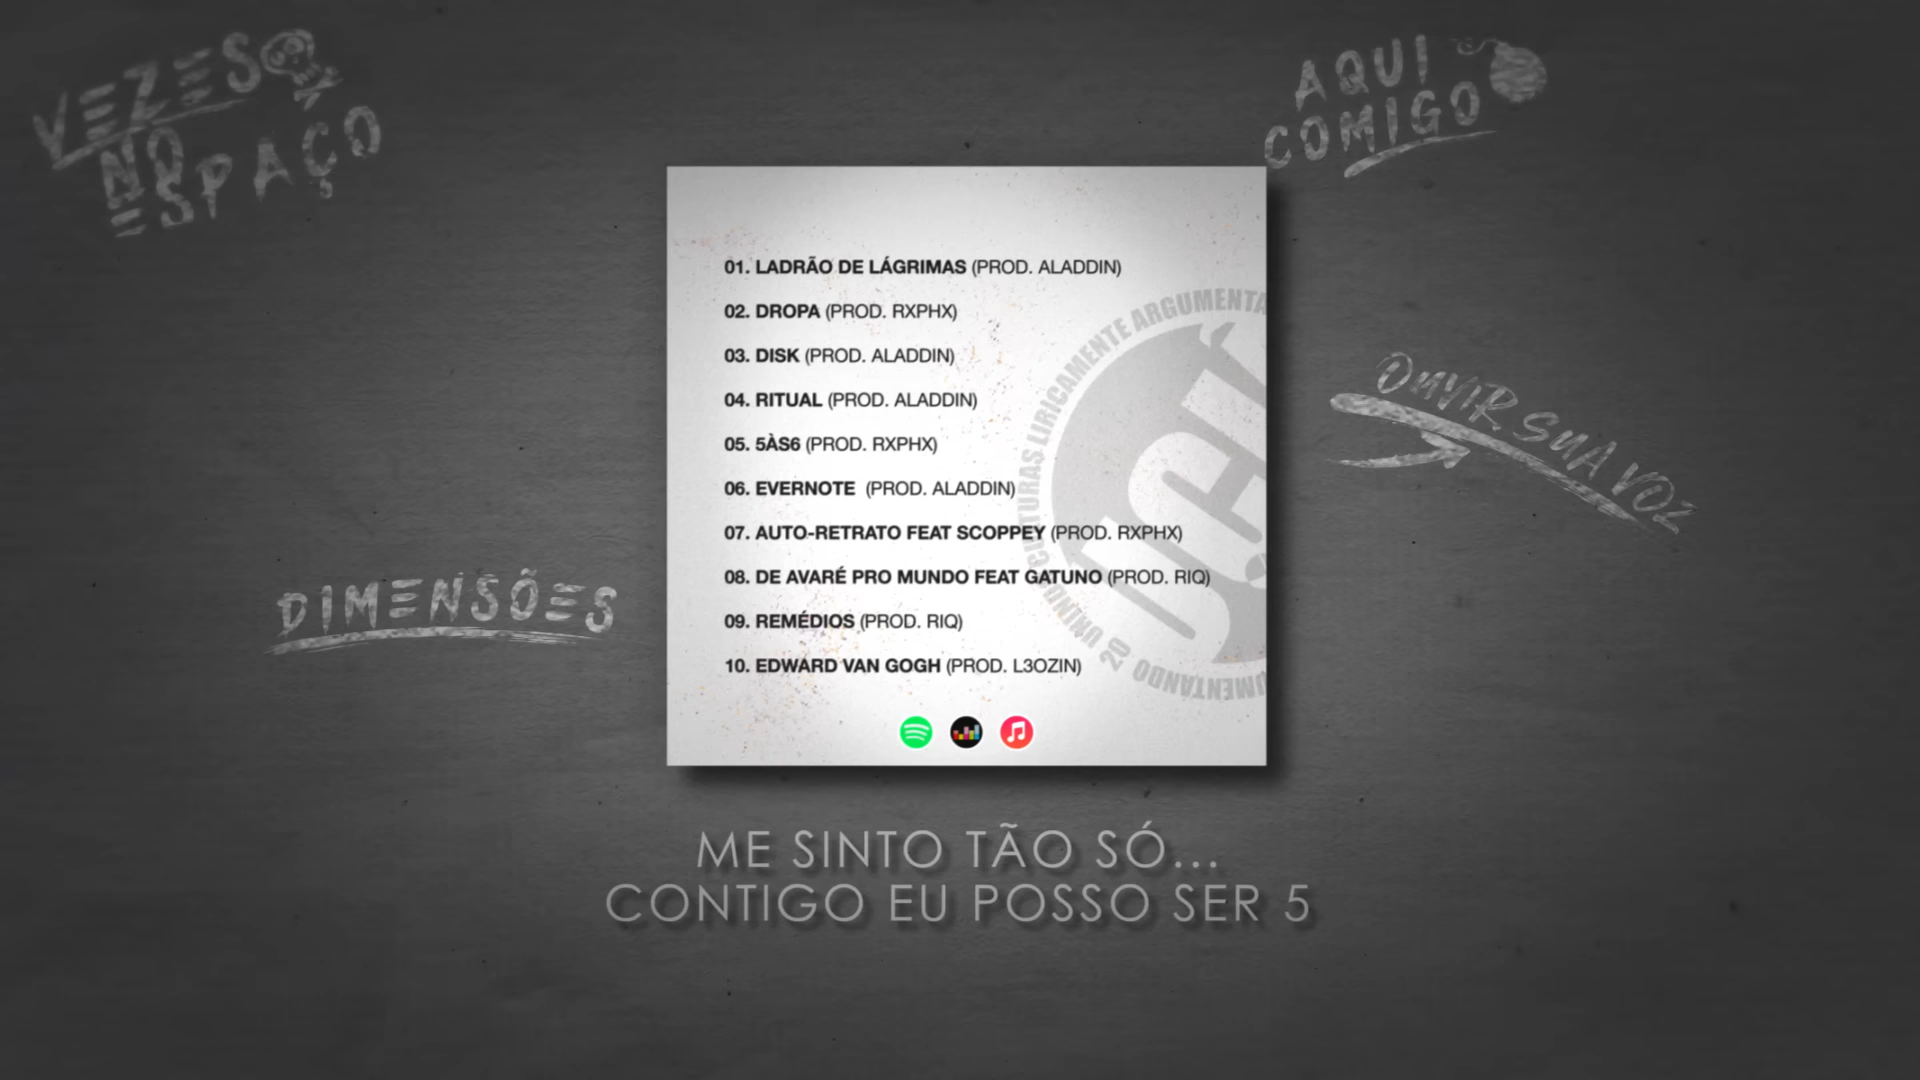 VEZES
NO
ESPAÇO
AQUI
COMIGO
01. LADRÃO DE LÁGRIMAS (PROD. ALADDIN)
02. DROPA (PROD. RXPHX)
03. DISK (PROD. ALADDIN)
04. RITUAL (PROD. ALADDIN)
05. 5ÀS6 (PROD. RXPHX)
06. EVERNOTE (PROD. ALADDIN)
07. AUTO-RETRATO FEAT SCOPPEY (PROD. RXPHX)
08. DE AVARÉ PRO MUNDO FEAT GATUNO (PROD. RIQ)
09. REMÉDIOS (PROD. RIQ)
10. EDWARD VAN GOGH (PROD. L3OZIN)
LIRICAMENTE
UNINDO
20
OUVIR SUA VOZ
DIMENSÕES
ME SINTO TÃO SÓ...
CONTIGO EU POSSO SER 5